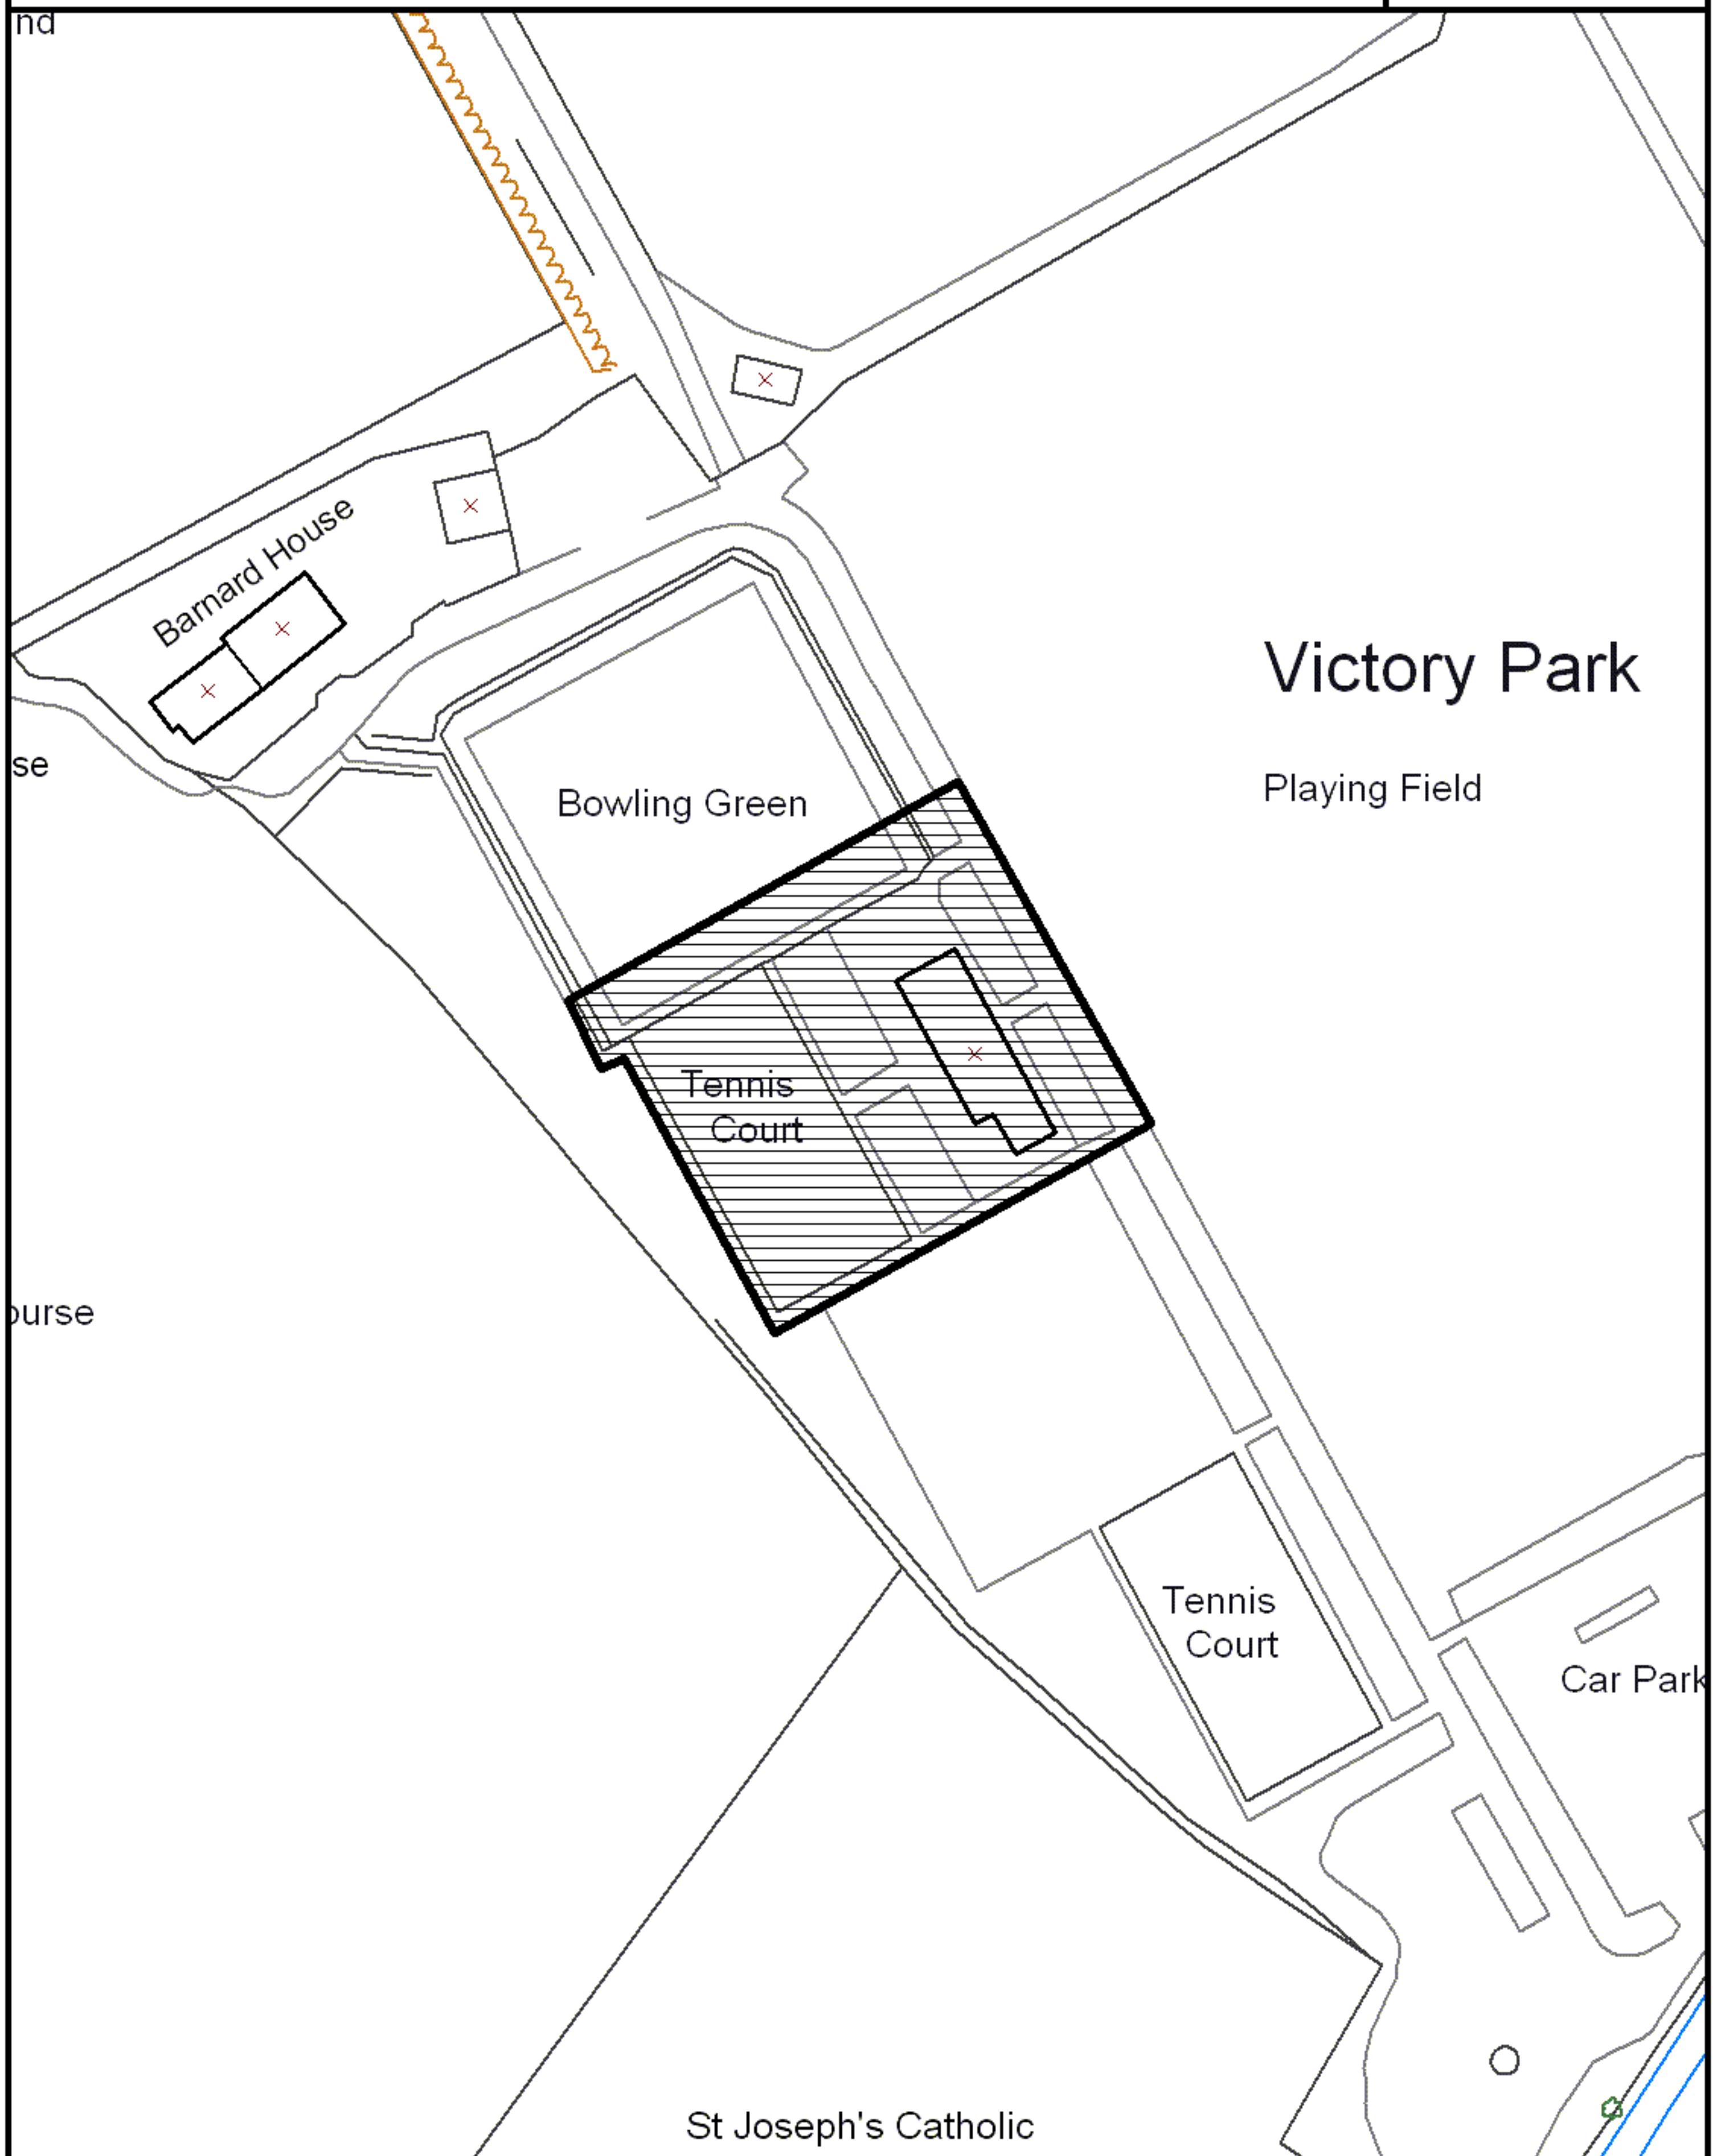 nd
Barnard House
Victory Park
se
Playing Field
Bowling Green
Tennis
Court
ourse
Tennis
Court
Car Park
St Joseph's Catholic